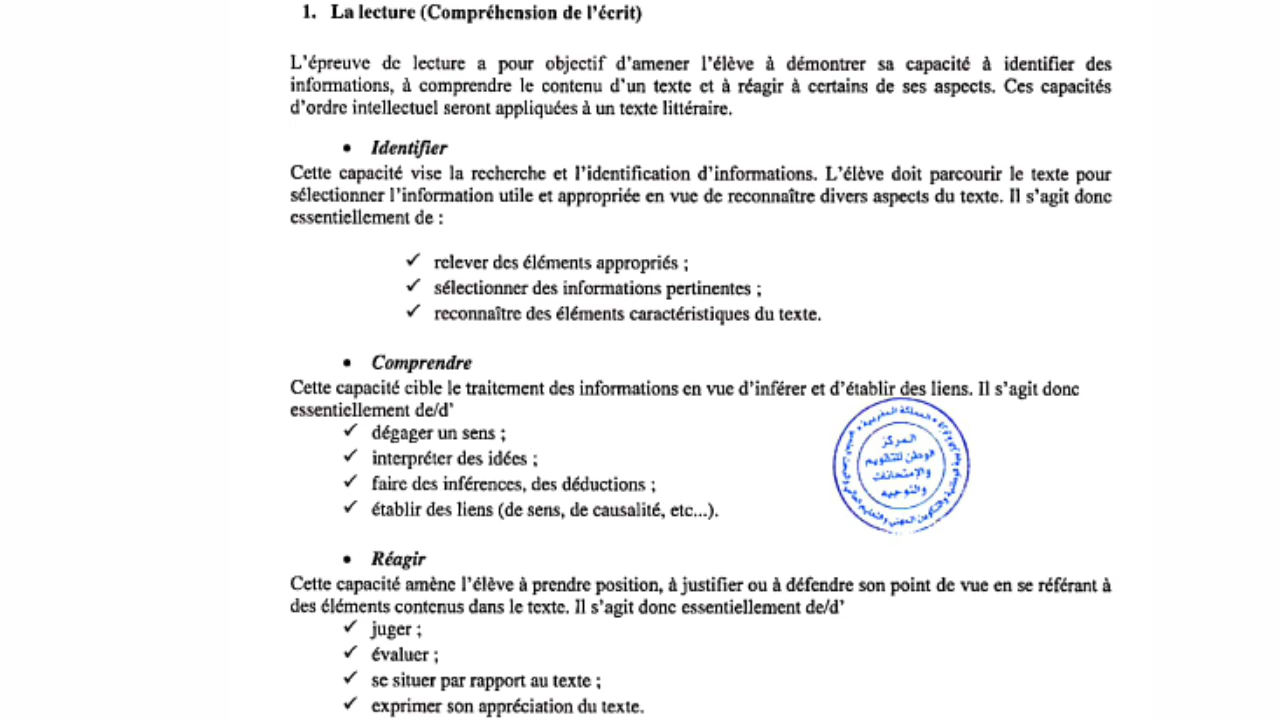 1. La lecture (Compréhension de l'écrit)
L'épreuve de lecture a pour objectif d'amener l'élève à démontrer sa capacité à identifier des
informations, à comprendre le contenu d'un texte et à réagir à certains de ses aspects. Ces capacités
d'ordre intellectuel seront appliquées à un texte littéraire.
• Identifier
Cette capacité vise la recherche et l'identification d'informations. L'élève doit parcourir le texte pour
sélectionner l'information utile et appropriée en vue de reconnaître divers aspects du texte. Il s'agit donc
essentiellement de :
✓ relever des éléments appropriés ;
✓ sélectionner des informations pertinentes ;
✓ reconnaître des éléments caractéristiques du texte.
• Comprendre
Cette capacité cible le traitement des informations en vue d'inférer et d'établir des liens. Il s'agit donc
essentiellement de/d'
✓ dégager un sens ;
✓ interpréter des idées ;
✓ faire des inférences, des déductions ;
✓ établir des liens (de sens, de causalité, etc...).
المملكة المغربية
المركز
الوطني للتقويم
والامتحانات
والتوجيه
• Réagir
Cette capacité amène l'élève à prendre position, à justifier ou à défendre son point de vue en se référant à
des éléments contenus dans le texte. Il s'agit donc essentiellement de/d'
✓ juger ;
✓ évaluer ;
✓ se situer par rapport au texte ;
✓ exprimer son appréciation du texte.